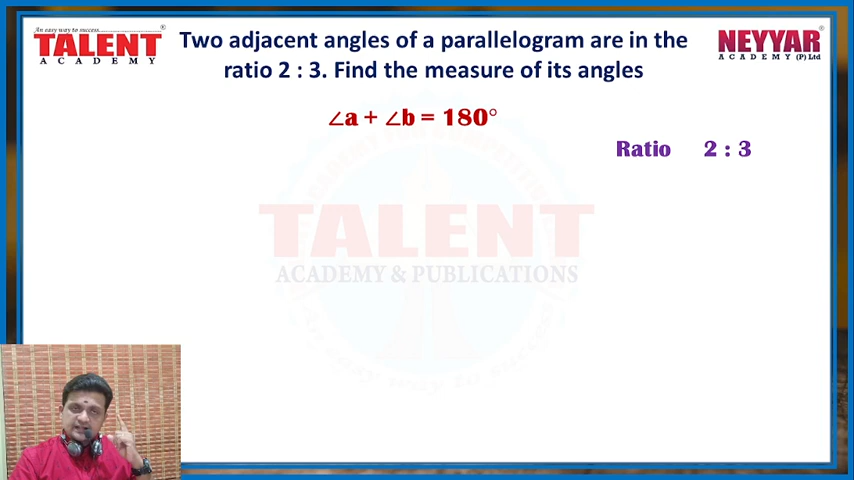 An easy way to success...............
TALENT
ACADEMY
Two adjacent angles of a parallelogram are in the
ratio 2 : 3. Find the measure of its angles
NEYYAR
ACADEMY (P) Ltd
∠a + ∠b = 180°
Ratio 2 : 3
TALENT
ACADEMY & PUBLICATIONS